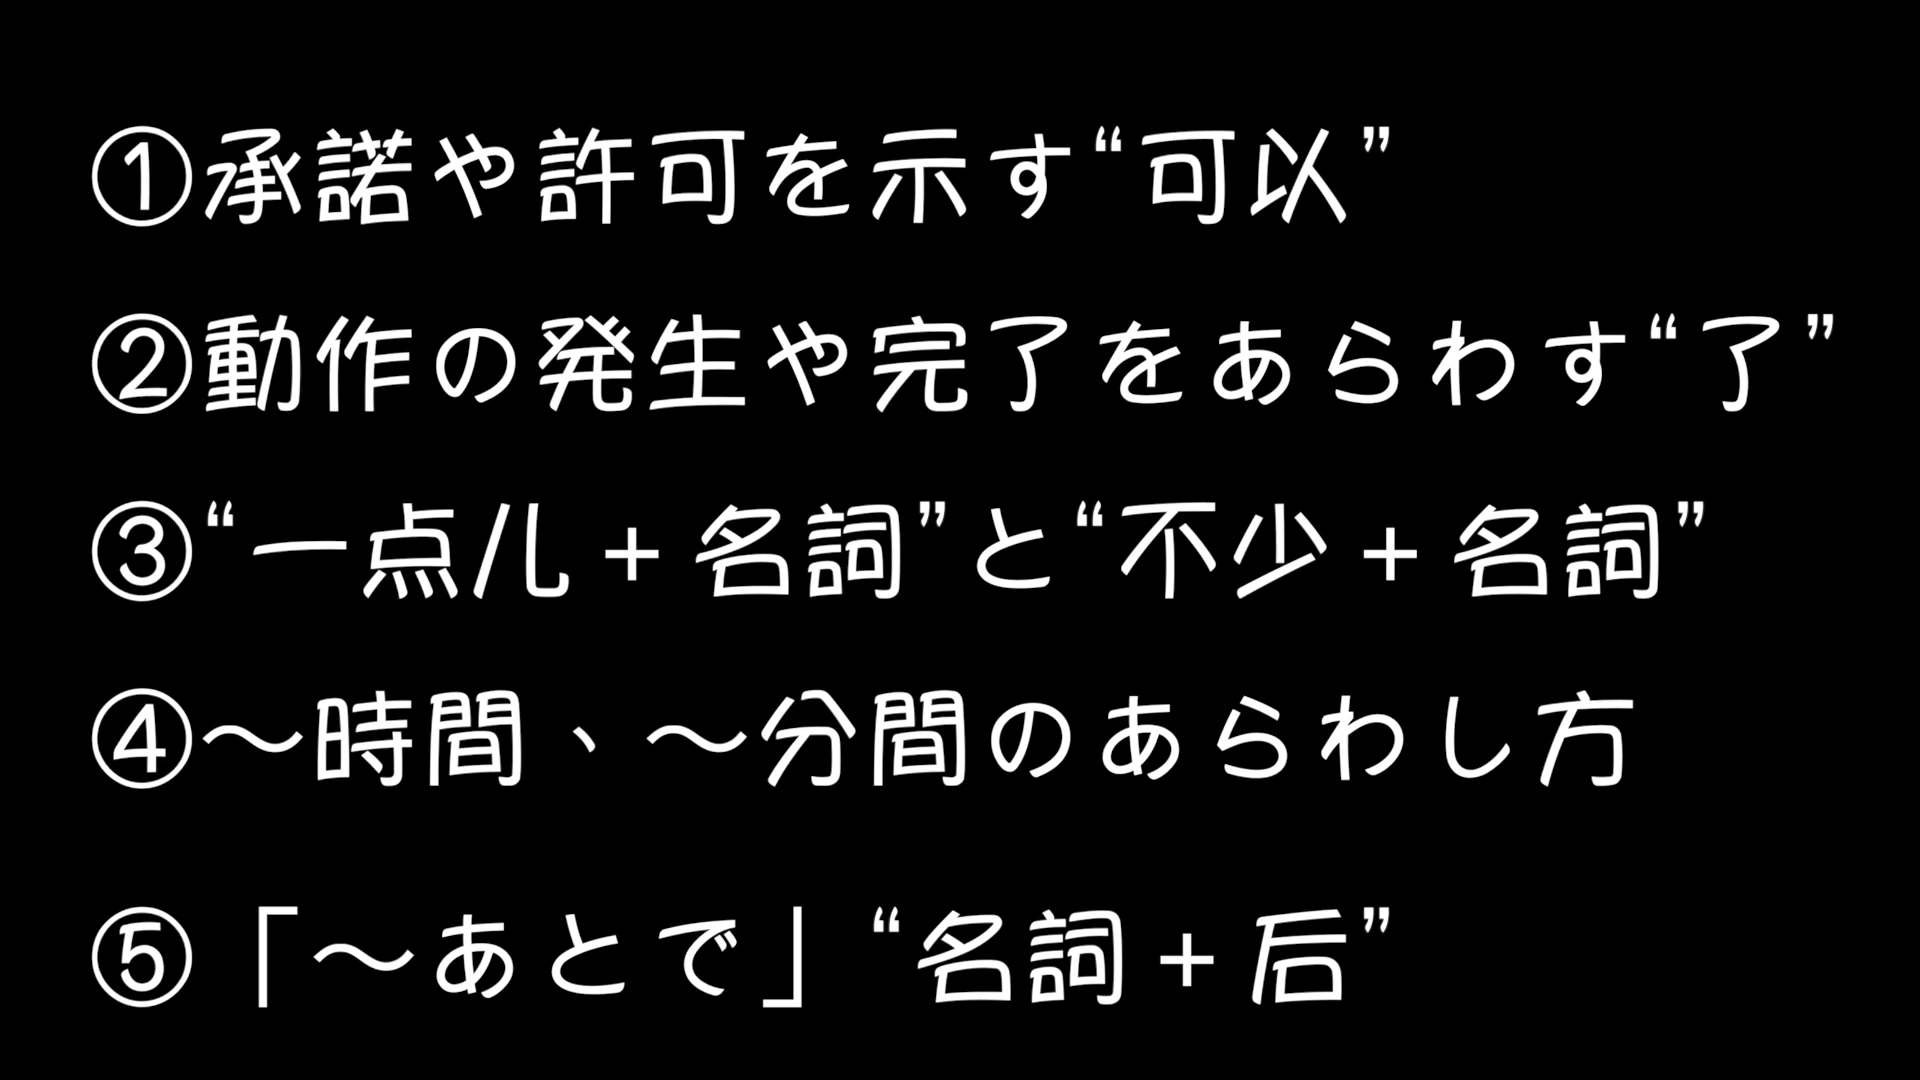 ①承諾や許可を示す“可以”
②動作の発生や完了をあらわす“了”
③“一点儿+名詞”と“不少+名詞”
④～時間、～分間のあらわし方
⑤「～あとで」“名詞+后”